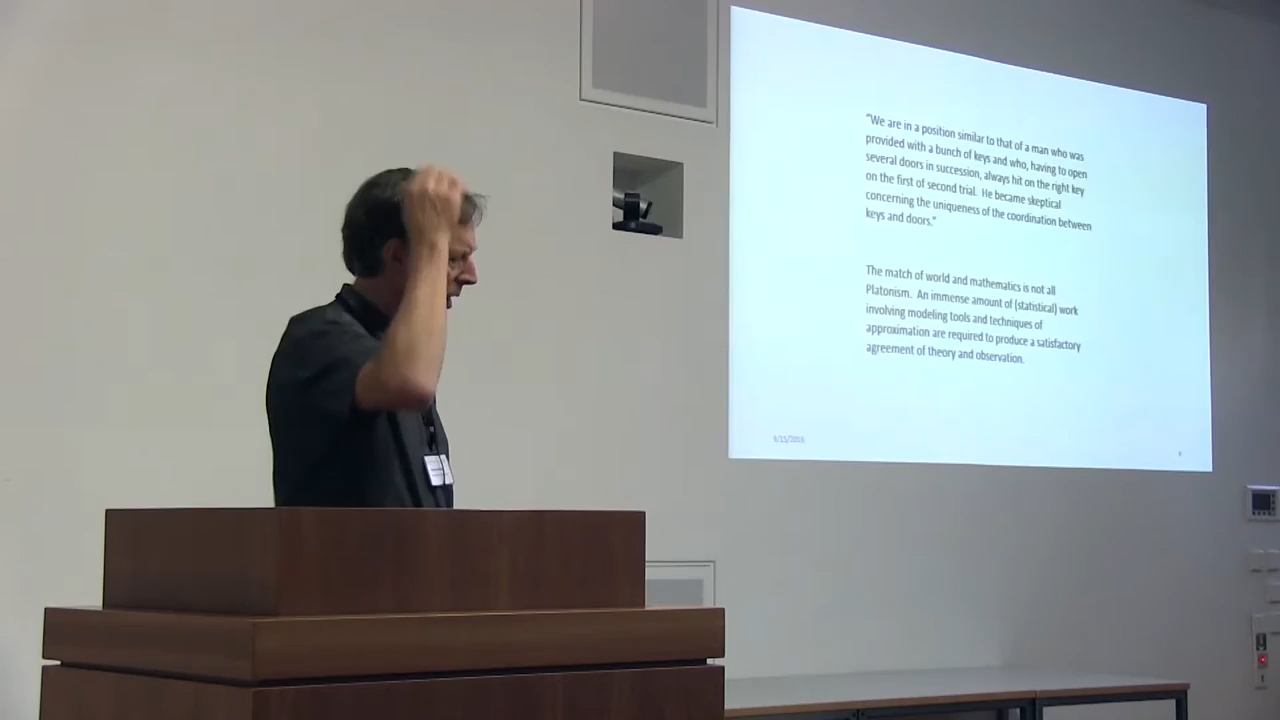 "We are in a position similar to that of a man who was
provided with a bunch of keys and who, having to open
several doors in succession, always hit on the right key
on the first of second trial. He became skeptical
concerning the uniqueness of the coordination between
keys and doors."
The match of world and mathematics is not all
Platonism. An immense amount of (statistical) work
involving modeling tools and techniques of
approximation are required to produce a satisfactory
agreement of theory and observation.